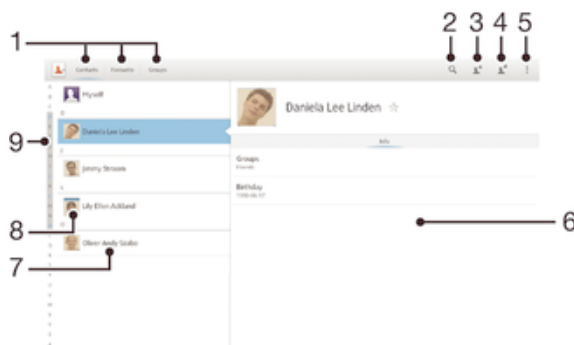 1
2 3 4 5
Contacts Favourites Groups
Myself
Daniela Lee Linden
Daniela Lee Linden
Info
9
Jimmy Stroom
Groups
Friends
Birthday
8
Lily Ellen Ackland
6
7
Oliver Andy Szabo